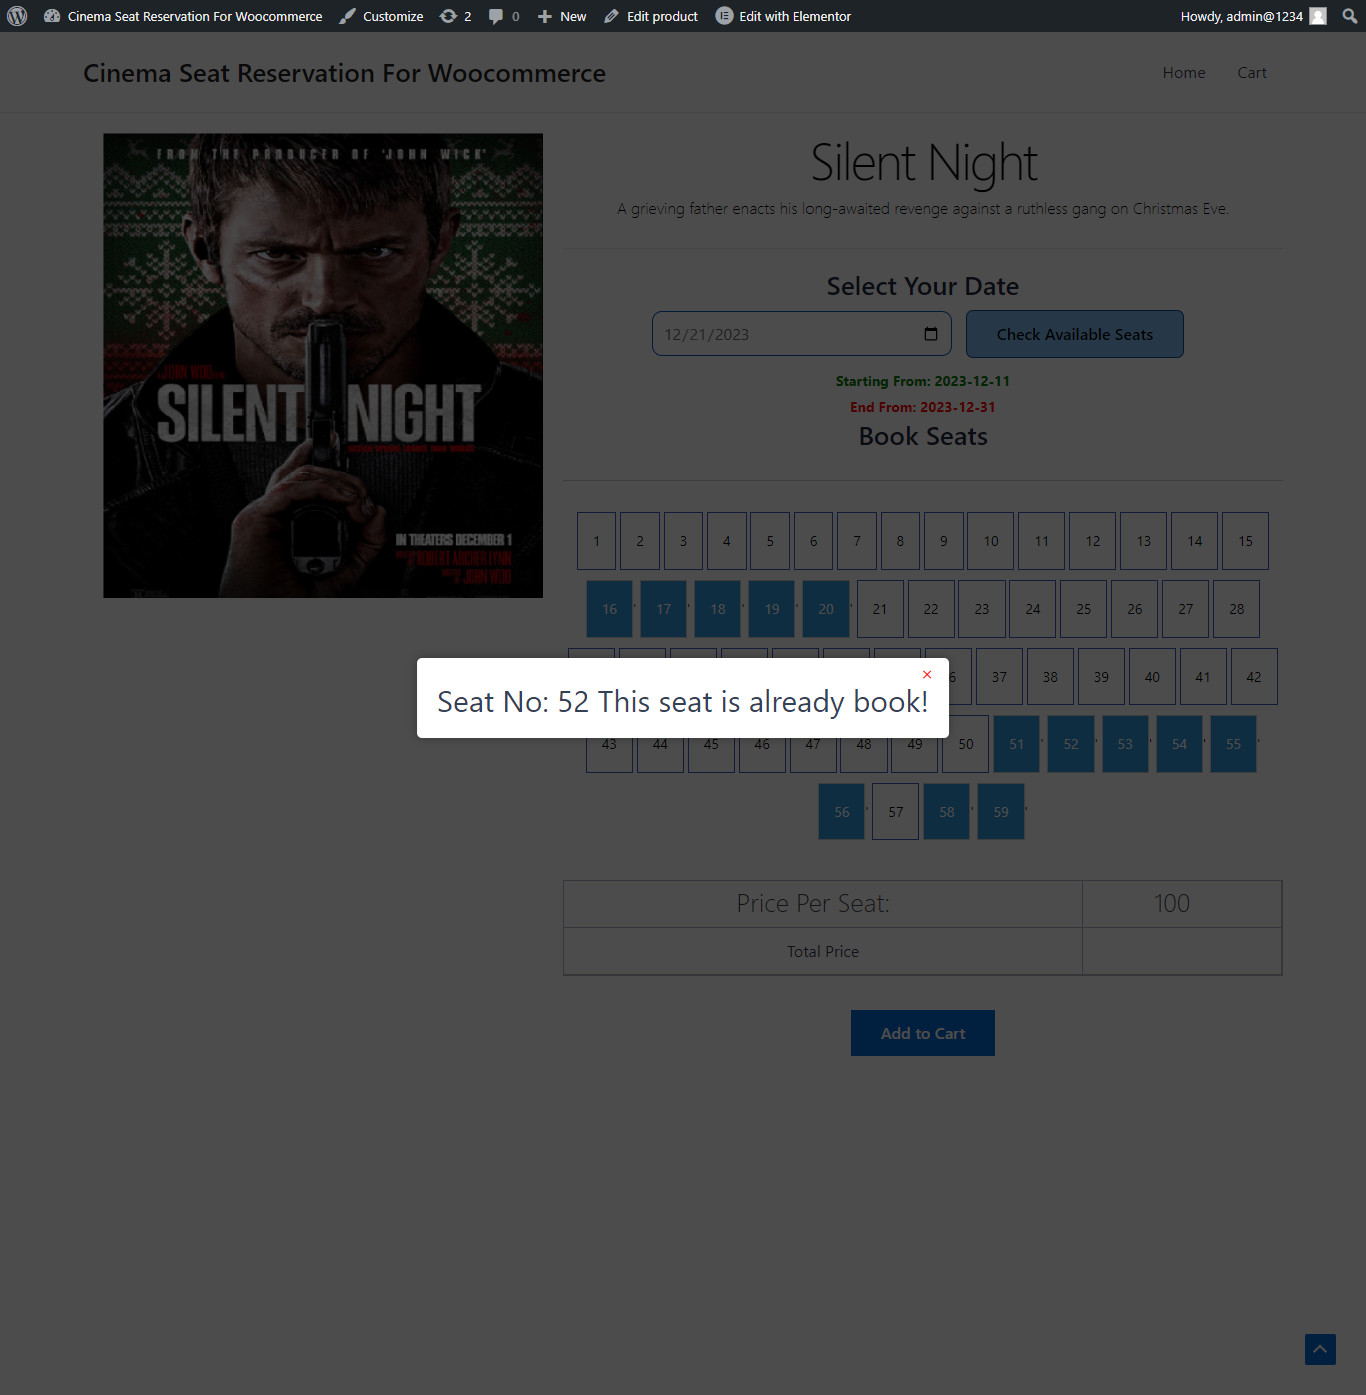 Cinema Seat Reservation For Woocommerce Customize 2 0 New Edit product Edit with Elementor Howdy, admin@1234
Cinema Seat Reservation For Woocommerce Home Cart
FROM THE PRODUCER OF 'JOHN WICK'
SILENT NIGHT
IN THEATERS DECEMBER 1
ROBERT ARCHER LYNN
JOHN WOO
Silent Night
A grieving father enacts his long-awaited revenge against a ruthless gang on Christmas Eve.
Select Your Date
12/21/2023 Check Available Seats
Starting From: 2023-12-11
End From: 2023-12-31
Book Seats
1 2 3 4 5 6 7 8 9 10 11 12 13 14 15
16 ' 17 ' 18 ' 19 ' 20 ' 21 22 23 24 25 26 27 28
37 38 39 40 41 42
×
Seat No: 52 This seat is already book!
43 44 45 46 47 48 49 50 51 ' 52 ' 53 ' 54 ' 55 '
56 ' 57 58 ' 59 '
Price Per Seat: 100
Total Price
Add to Cart